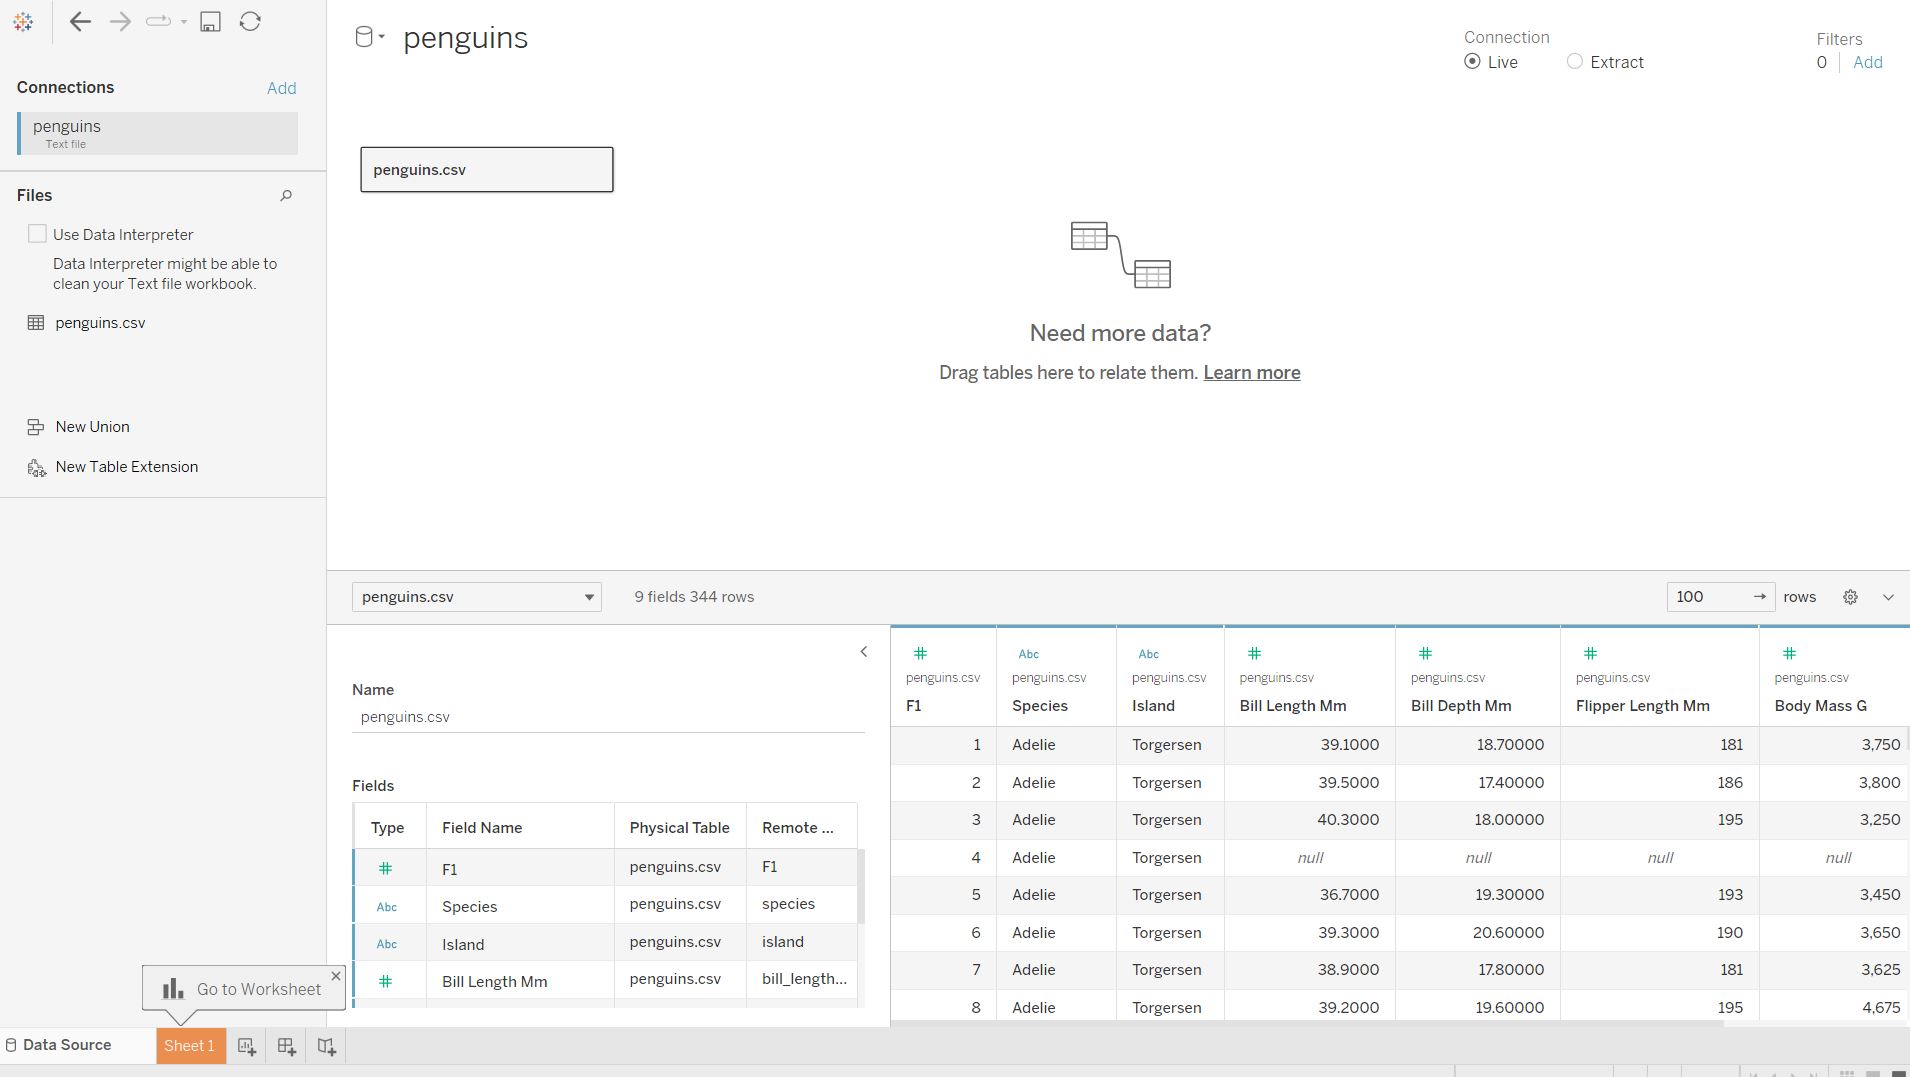 penguins
Connection
Live
Extract
Filters
0
Add
Connections
Add
penguins
Text file
penguins.csv
Files
Use Data Interpreter
Data Interpreter might be able to
clean your Text file workbook.
penguins.csv
New Union
New Table Extension
Need more data?
Drag tables here to relate them. Learn more
penguins.csv
9 fields 344 rows
100
rows
Name
penguins.csv
Fields
Type Field Name Physical Table Remote ...
F1 penguins.csv F1
Abc Species penguins.csv species
Abc Island penguins.csv island
Bill Length Mm penguins.csv bill_length...
# Abc Abc # # # #
penguins.csv penguins.csv penguins.csv penguins.csv penguins.csv penguins.csv penguins.csv
F1 Species Island Bill Length Mm Bill Depth Mm Flipper Length Mm Body Mass G
1 Adelie Torgersen 39.1000 18.70000 181 3,750
2 Adelie Torgersen 39.5000 17.40000 186 3,800
3 Adelie Torgersen 40.3000 18.00000 195 3,250
4 Adelie Torgersen null null null null
5 Adelie Torgersen 36.7000 19.30000 193 3,450
6 Adelie Torgersen 39.3000 20.60000 190 3,650
7 Adelie Torgersen 38.9000 17.80000 181 3,625
8 Adelie Torgersen 39.2000 19.60000 195 4,675
Go to Worksheet
Data Source
Sheet 1